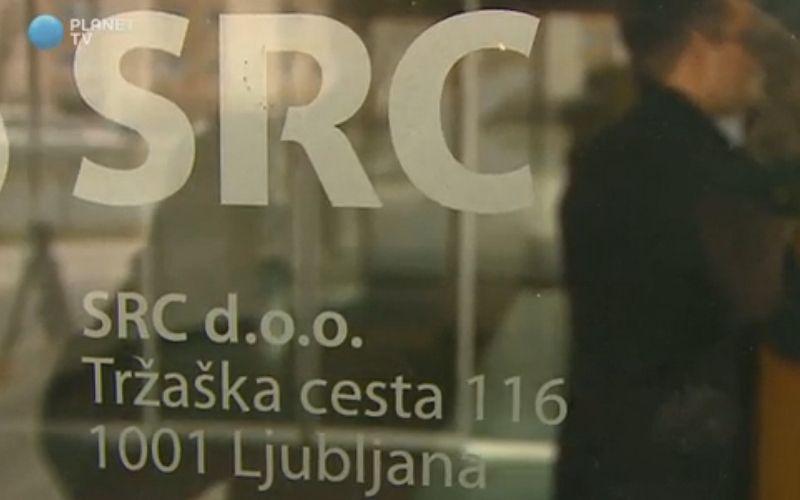 PLANET
TV
SRC
SRC d.o.o.
Tržaška cesta 116
1001 Ljubljana